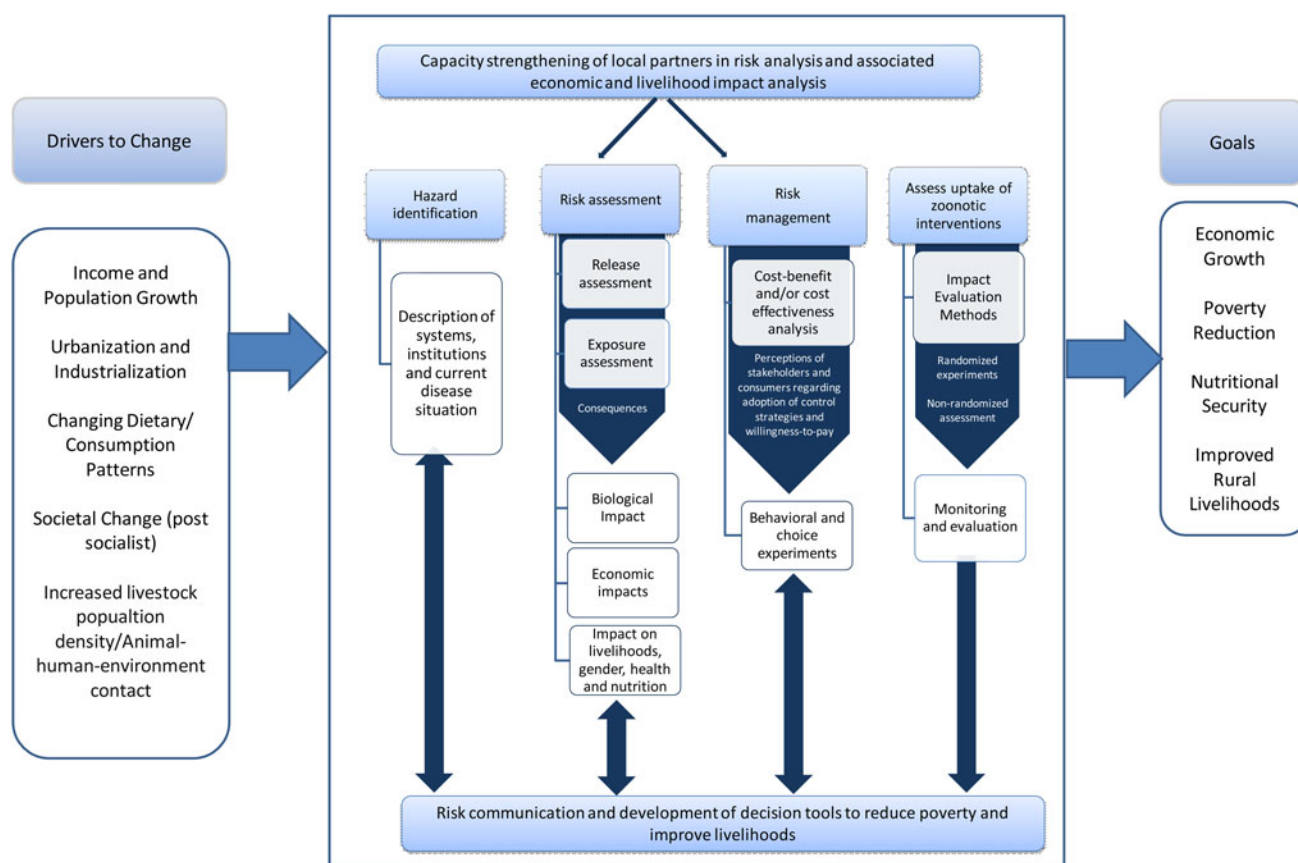 Capacity strengthening of local partners in risk analysis and associated
economic and livelihood impact analysis
Drivers to Change
Income and
Population Growth
Urbanization and
Industrialization
Changing Dietary/
Consumption
Patterns
Societal Change (post
socialist)
Increased livestock
popualtion
density/Animal-
human-environment
contact
Hazard
identification
Description of
systems,
institutions
and current
disease
situation
Risk assessment
Release
assessment
Exposure
assessment
Consequences
Biological
Impact
Economic
impacts
Impact on
livelihoods,
gender, health
and nutrition
Risk
management
Cost-benefit
and/or cost
effectiveness
analysis
Perceptions of
stakeholders and
consumers regarding
adoption of control
strategies and
willingness-to-pay
Behavioral and
choice
experiments
Assess uptake of
zoonotic
interventions
Impact
Evaluation
Methods
Randomized
experiments
Non-randomized
assessment
Monitoring
and evaluation
Risk communication and development of decision tools to reduce poverty and
improve livelihoods
Goals
Economic
Growth
Poverty
Reduction
Nutritional
Security
Improved
Rural
Livelihoods